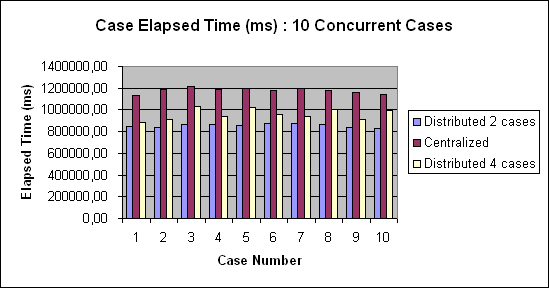 Case Elapsed Time (ms) : 10 Concurrent Cases
Elapsed Time (ms)
1400000,00
1200000,00
1000000,00
800000,00
600000,00
400000,00
200000,00
0,00
1 2 3 4 5 6 7 8 9 10
Case Number
Distributed 2 cases
Centralized
Distributed 4 cases